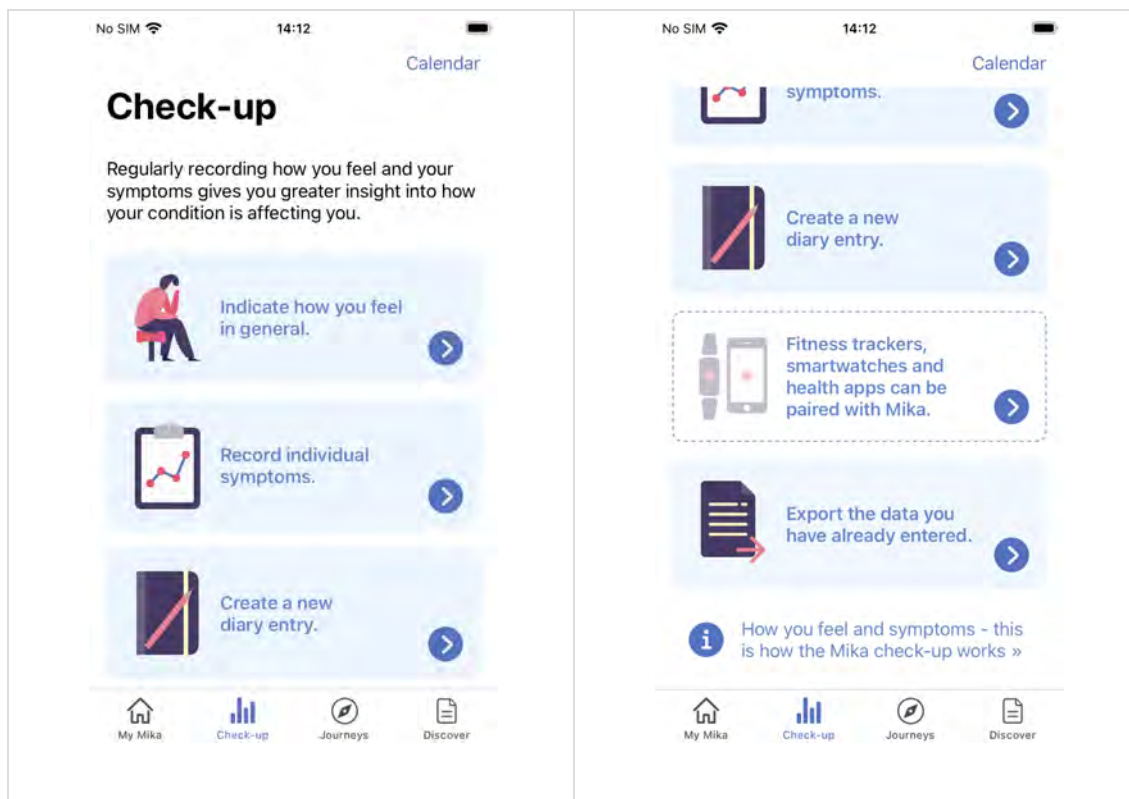 No SIM 14:12
Calendar
Check-up
Regularly recording how you feel and your
symptoms gives you greater insight into how
your condition is affecting you.
Indicate how you feel
in general.
Record individual
symptoms.
Create a new
diary entry.
My Mika Check-up Journeys Discover
No SIM 14:12
Calendar
symptoms.
Create a new
diary entry.
Fitness trackers,
smartwatches and
health apps can be
paired with Mika.
Export the data you
have already entered.
i
How you feel and symptoms - this
is how the Mika check-up works »
My Mika Check-up Journeys Discover